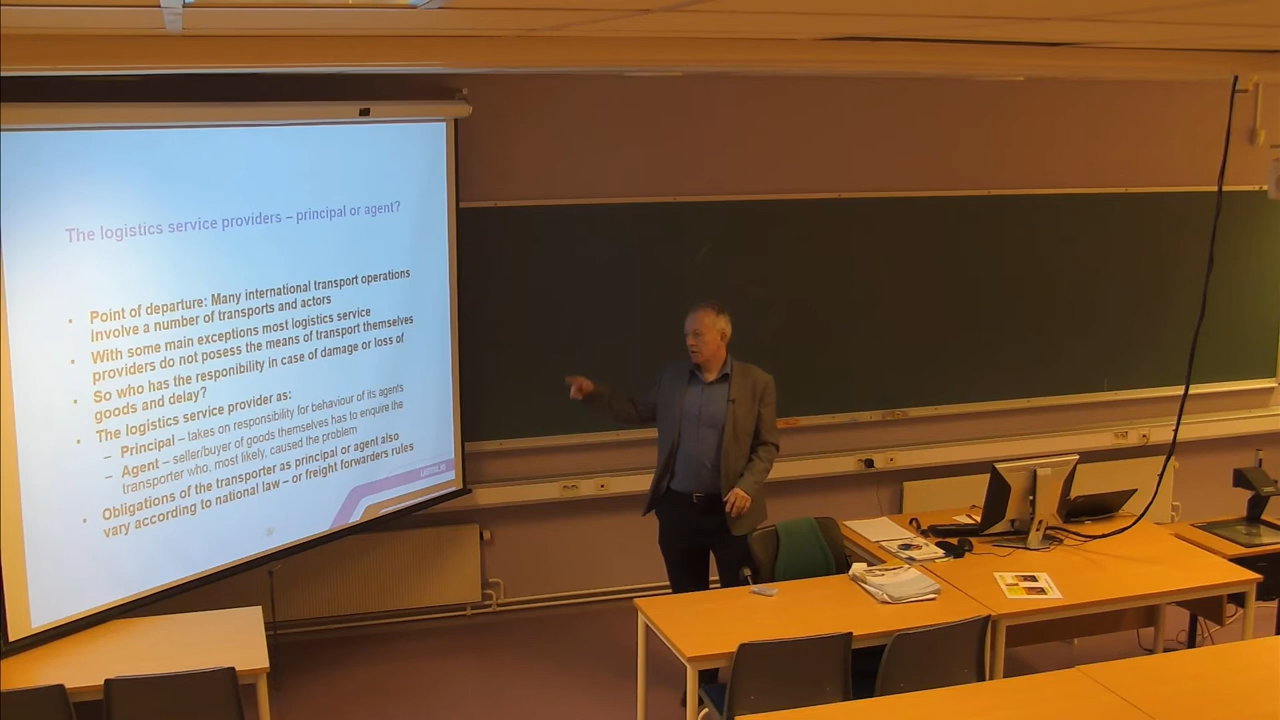 The logistics service providers – principal or agent?
• Point of departure: Many international transport operations
involve a number of transports and actors
• With some main exceptions most logistics service
providers do not posess the means of transport themselves
• So who has the responibility in case of damage or loss of
goods and delay?
• The logistics service provider as:
– Principal – takes on responsibility for behaviour of its agents
– Agent – seller/buyer of goods themselves has to enquire the
transporter who, most likely, caused the problem
• Obligations of the transporter as principal or agent also
vary according to national law – or freight forwarders rules